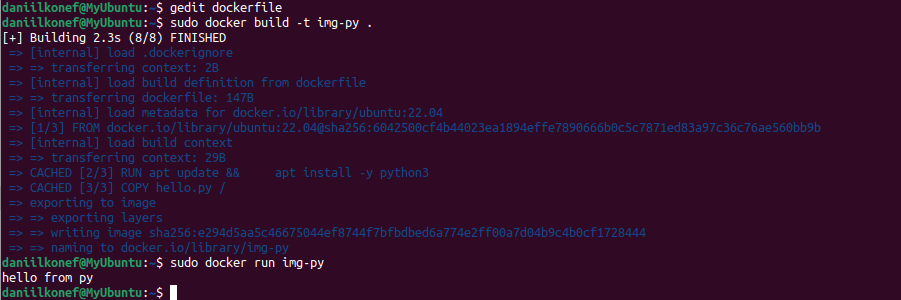 daniilkonef@MyUbuntu:~$ gedit dockerfile
daniilkonef@MyUbuntu:~$ sudo docker build -t img-py .
[+] Building 2.3s (8/8) FINISHED
=> [internal] load .dockerignore
=> => transferring context: 2B
=> [internal] load build definition from dockerfile
=> => transferring dockerfile: 147B
=> [internal] load metadata for docker.io/library/ubuntu:22.04
=> [1/3] FROM docker.io/library/ubuntu:22.04@sha256:6042500cf4b44023ea1894effe7890666b0c5c7871ed83a97c36c76ae560bb9b
=> [internal] load build context
=> => transferring context: 29B
=> CACHED [2/3] RUN apt update &&     apt install -y python3
=> CACHED [3/3] COPY hello.py /
=> exporting to image
=> => exporting layers
=> => writing image sha256:e294d5aa5c46675044ef8744f7bfbdbed6a774e2ff00a7d04b9c4b0cf1728444
=> => naming to docker.io/library/img-py
daniilkonef@MyUbuntu:~$ sudo docker run img-py
hello from py
daniilkonef@MyUbuntu:~$